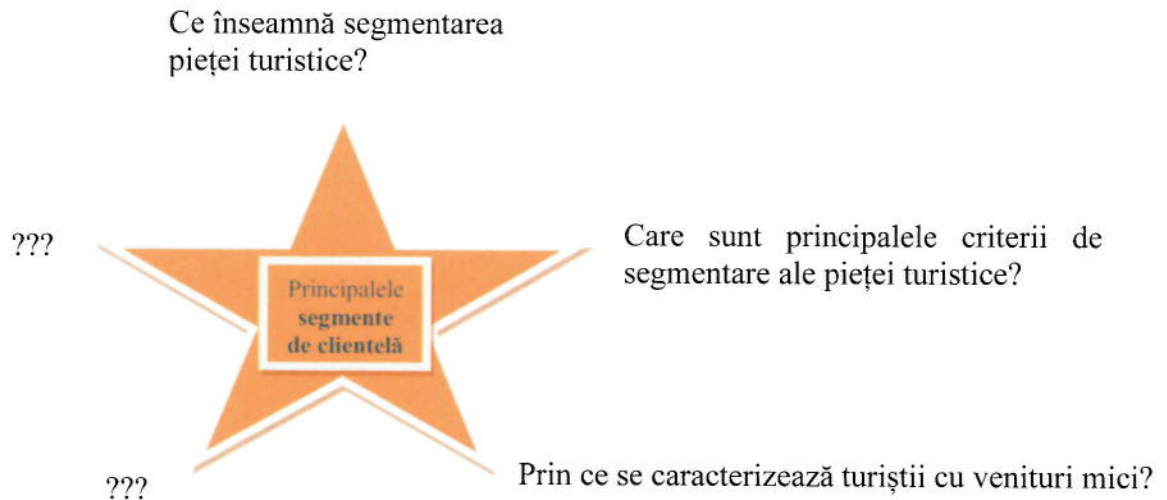 Ce înseamnă segmentarea
pieței turistice?
???
Care sunt principalele criterii de
segmentare ale pieței turistice?
Principalele
segmente
de clientelă
???
Prin ce se caracterizează turiștii cu venituri mici?